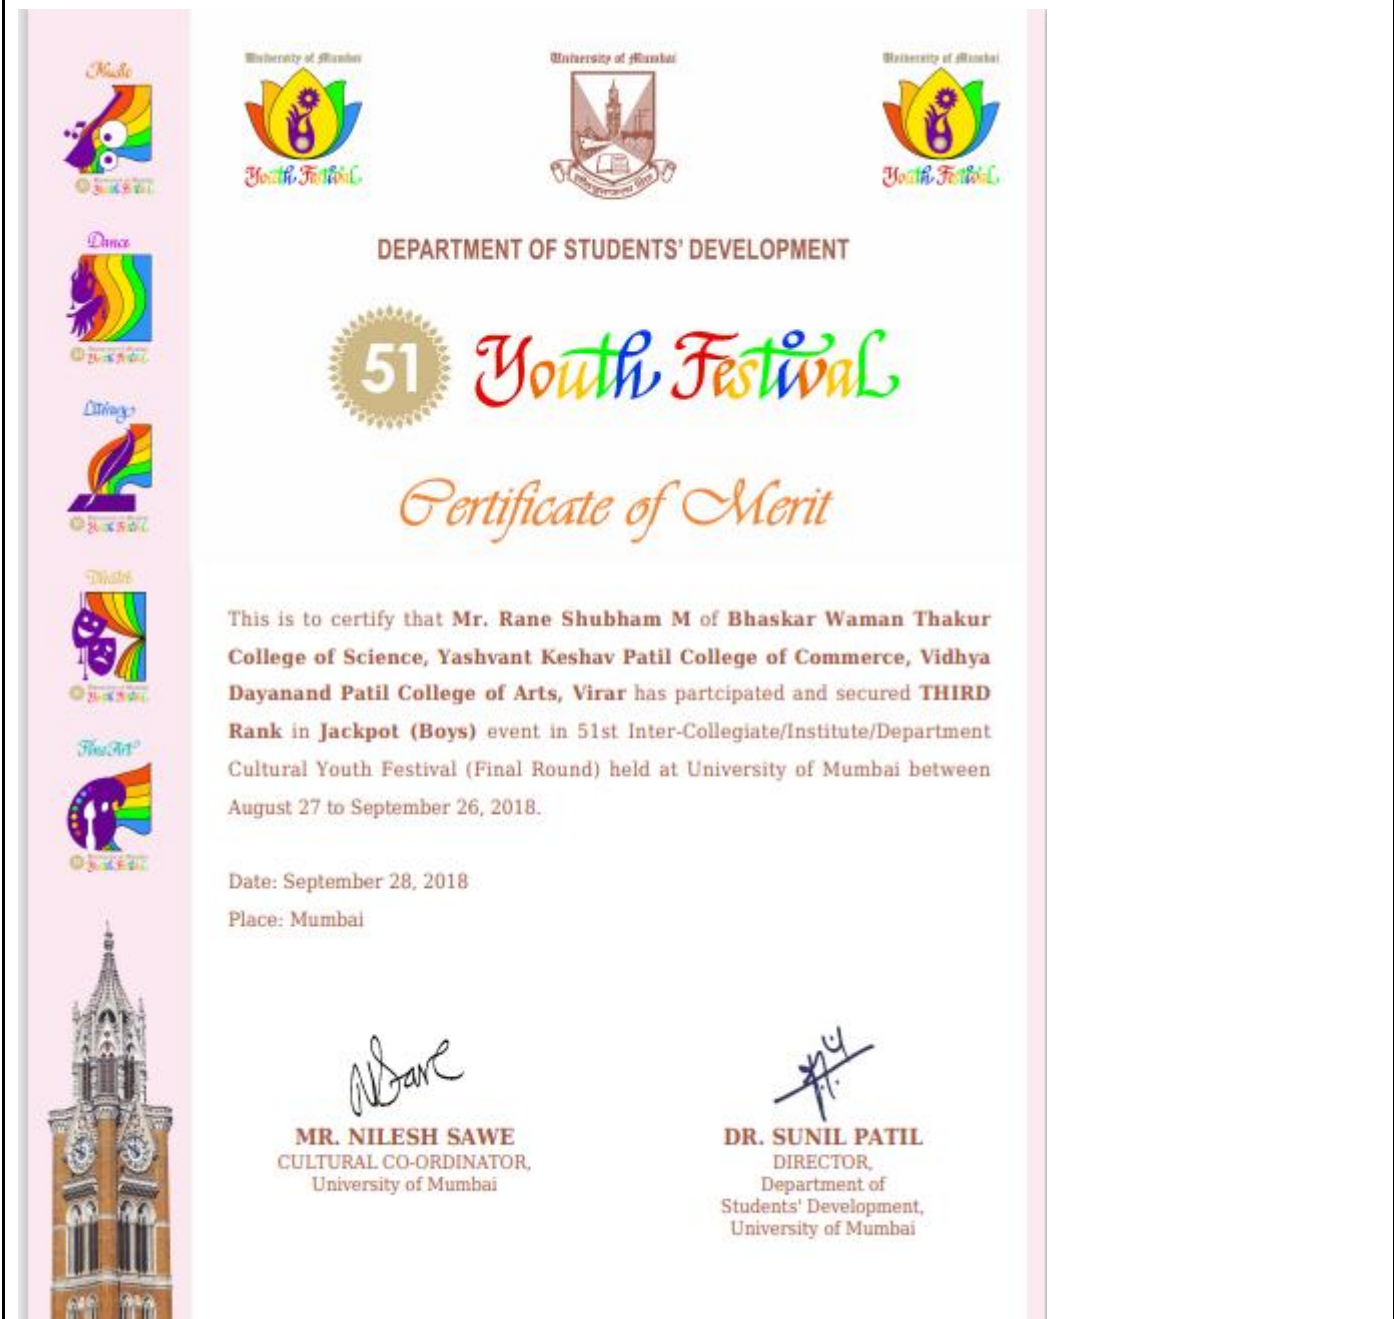 Music
University of Mumbai
University of Mumbai
University of Mumbai
Youth Festival
Youth Festival
Dance
DEPARTMENT OF STUDENTS' DEVELOPMENT
51 Youth Festival
Literary
Certificate of Merit
Theatre
This is to certify that Mr. Rane Shubham M of Bhaskar Waman Thakur
College of Science, Yashvant Keshav Patil College of Commerce, Vidhya
Dayanand Patil College of Arts, Virar has partcipated and secured THIRD
Rank in Jackpot (Boys) event in 51st Inter-Collegiate/Institute/Department
Fine Art
Cultural Youth Festival (Final Round) held at University of Mumbai between
August 27 to September 26, 2018.
Date: September 28, 2018
Place: Mumbai
MR. NILESH SAWE
CULTURAL CO-ORDINATOR,
University of Mumbai
DR. SUNIL PATIL
DIRECTOR,
Department of
Students' Development,
University of Mumbai